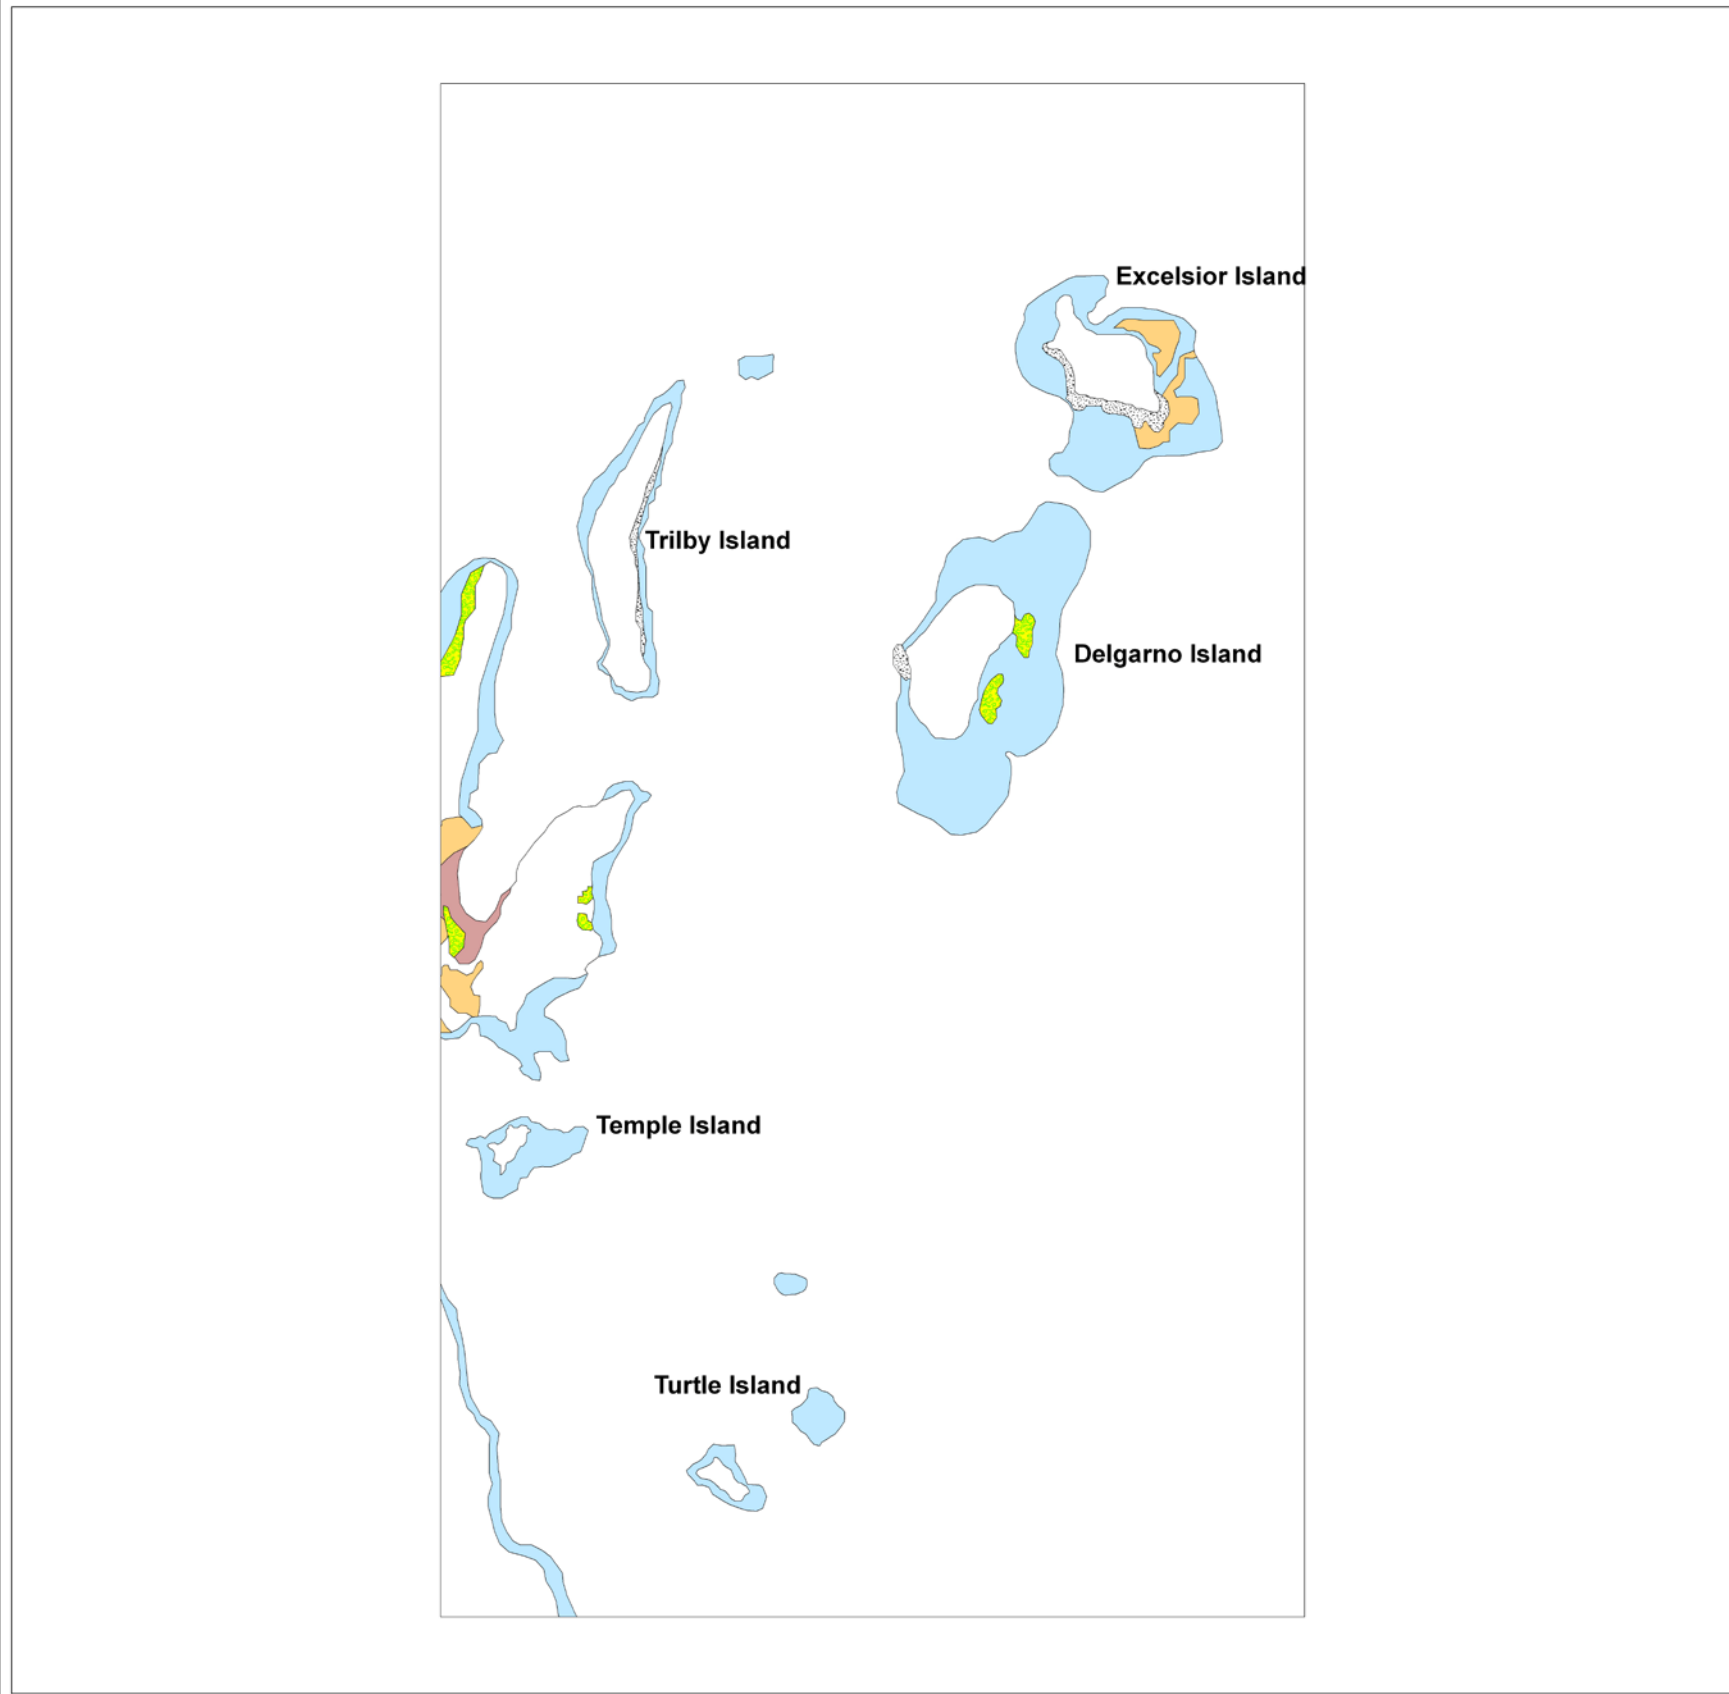 Excelsior Island
Trilby Island
Delgarno Island
Temple Island
Turtle Island